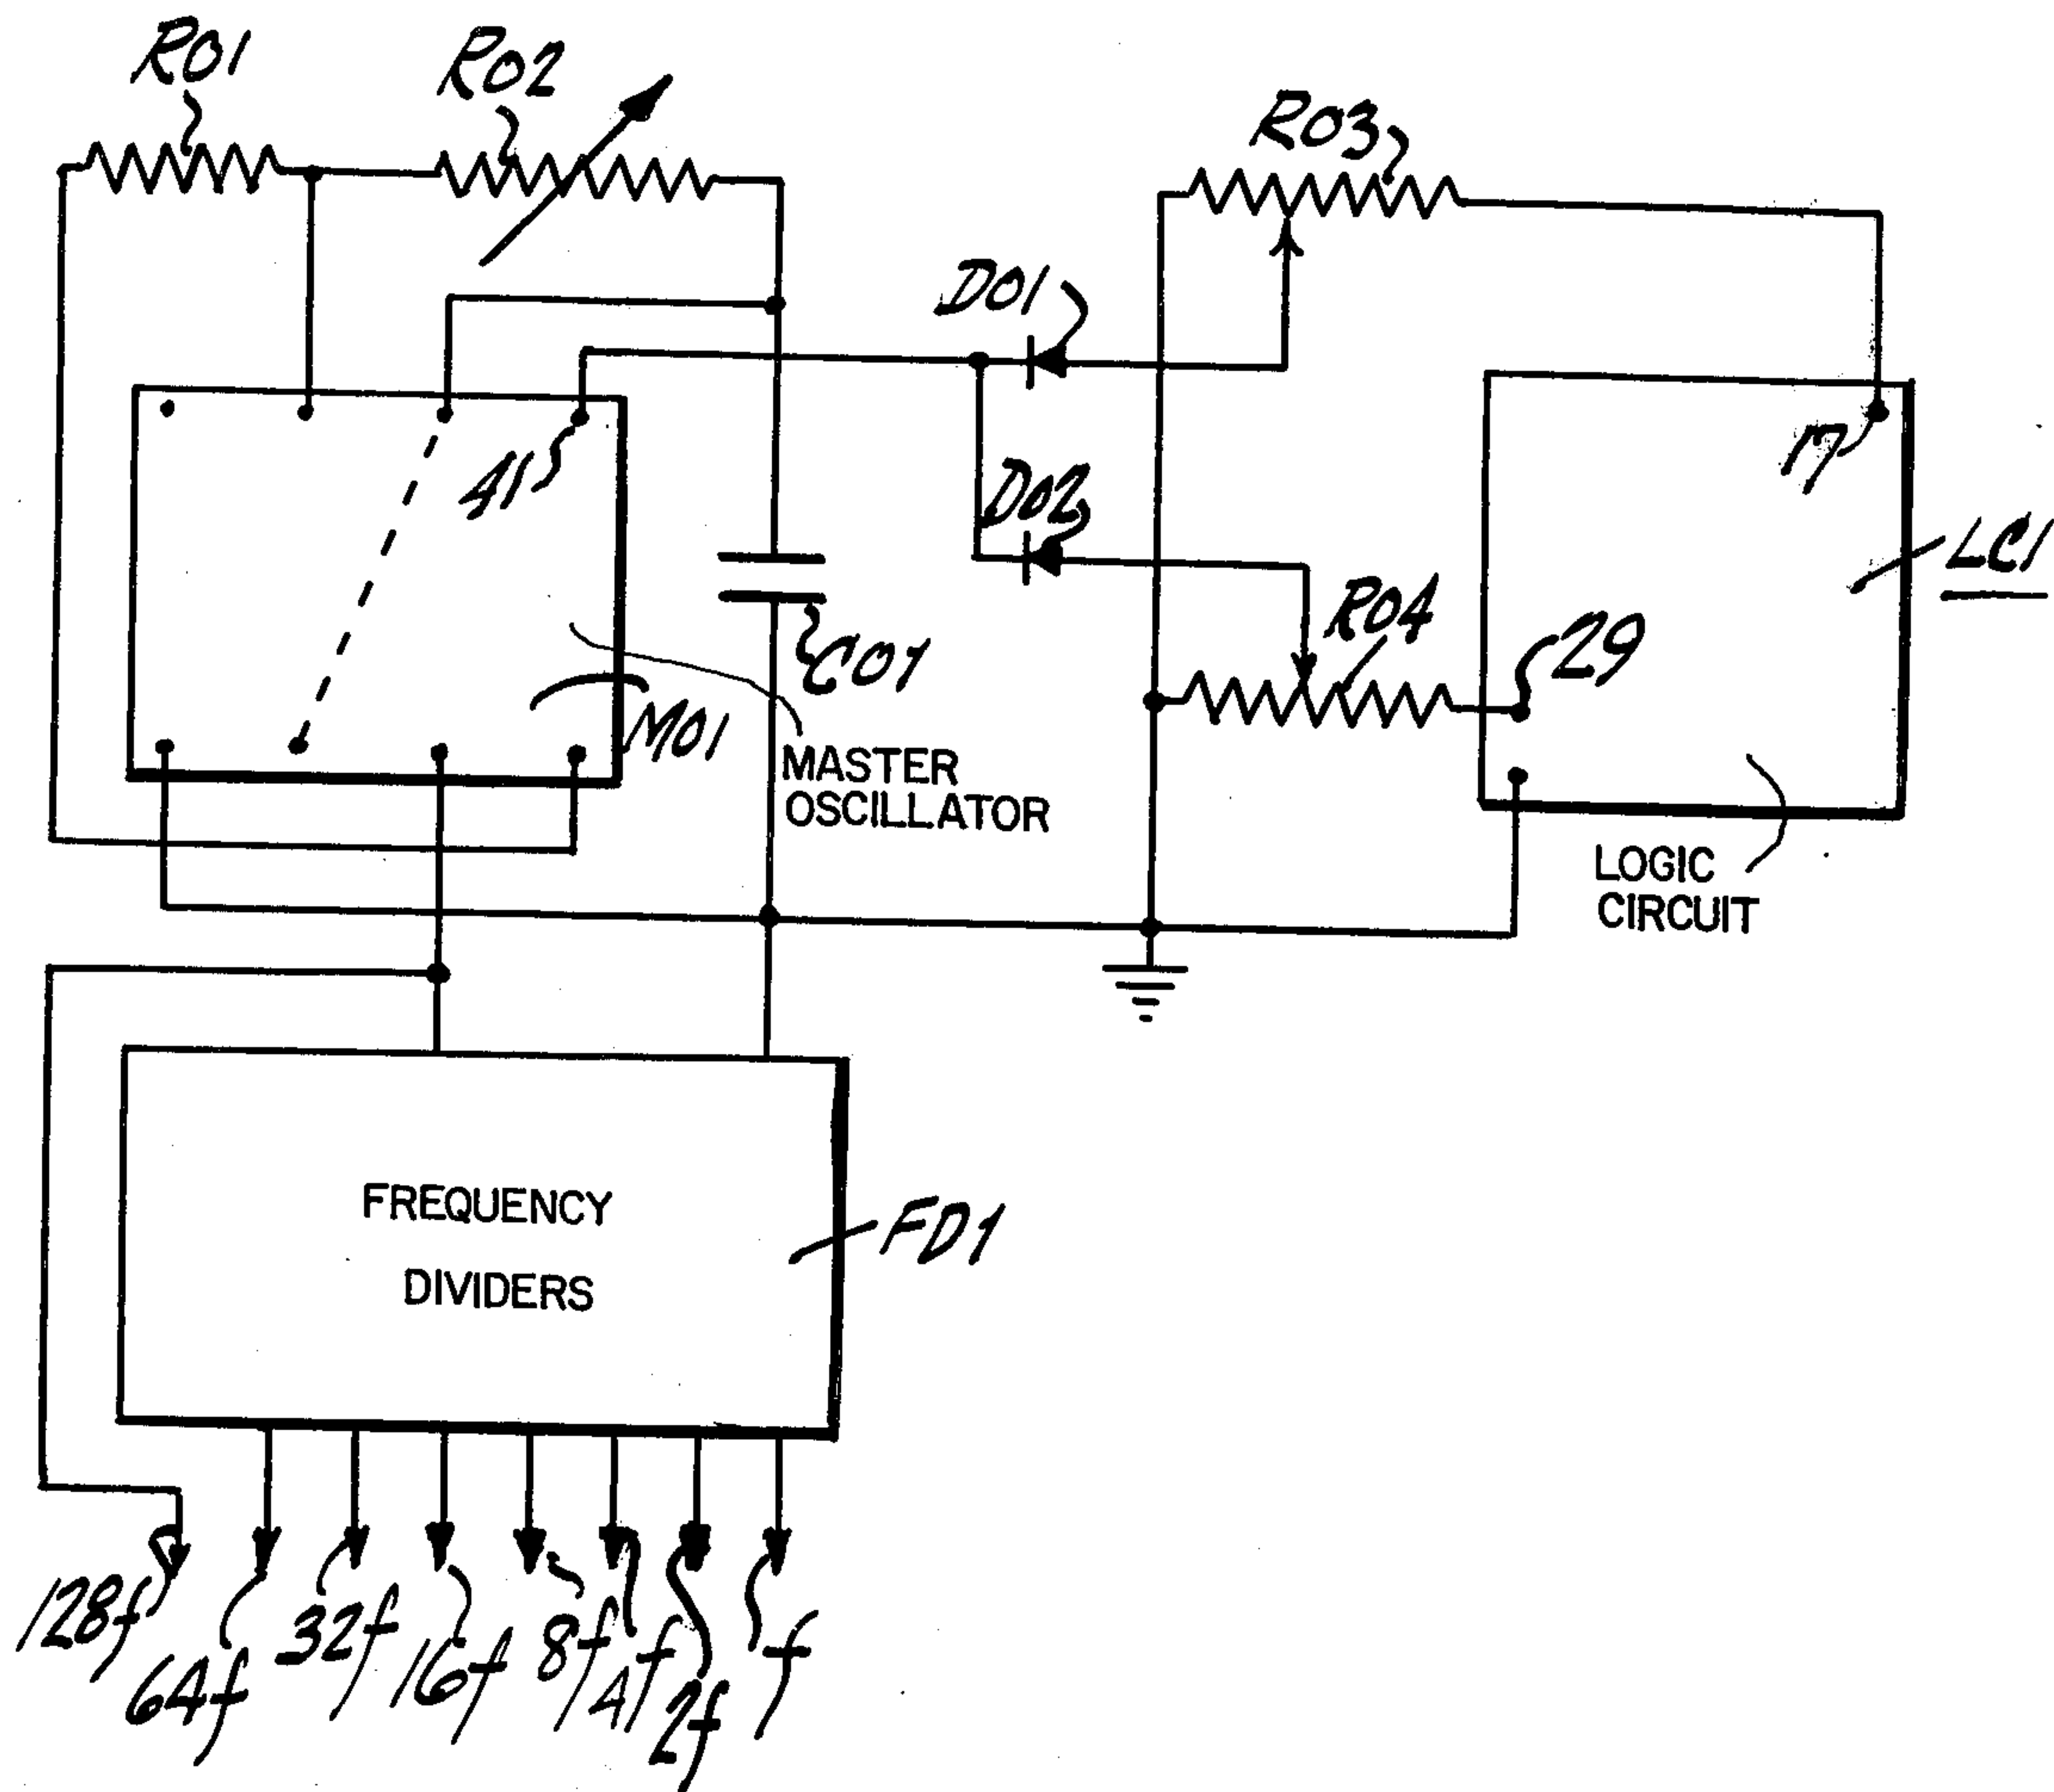 R01
R02
R03
D01
41
17
D02
LC1
R04
29
C01
M01
MASTER
OSCILLATOR
LOGIC
CIRCUIT
FREQUENCY
DIVIDERS
FD1
128f
64f
32f
16f
8f
4f
2f
f